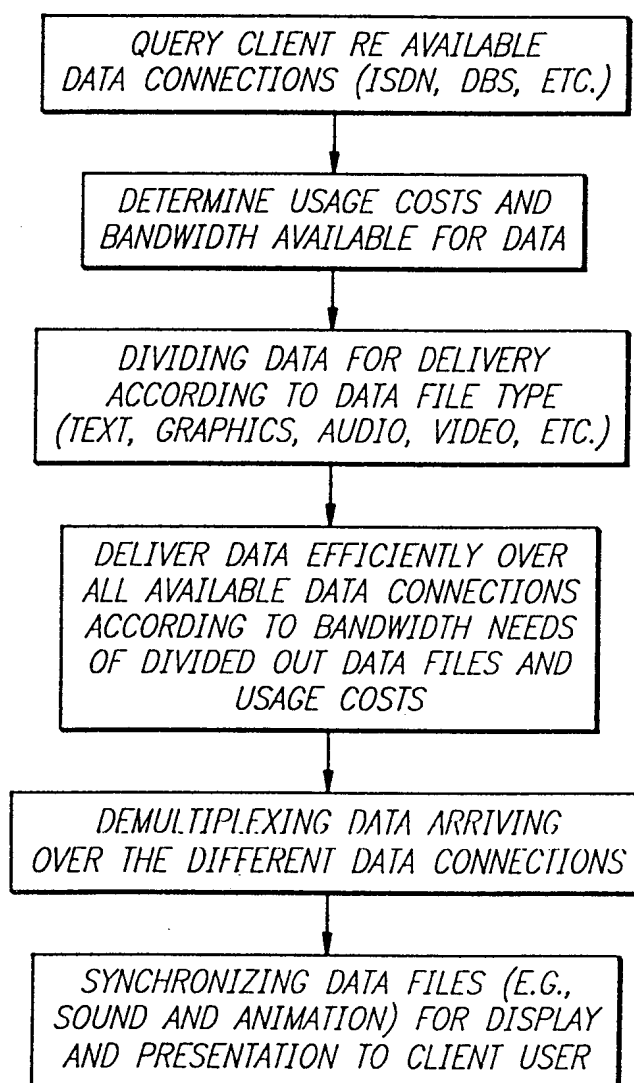 QUERY CLIENT RE AVAILABLE
DATA CONNECTIONS (ISDN, DBS, ETC.)
DETERMINE USAGE COSTS AND
BANDWIDTH AVAILABLE FOR DATA
DIVIDING DATA FOR DELIVERY
ACCORDING TO DATA FILE TYPE
(TEXT, GRAPHICS, AUDIO, VIDEO, ETC.)
DELIVER DATA EFFICIENTLY OVER
ALL AVAILABLE DATA CONNECTIONS
ACCORDING TO BANDWIDTH NEEDS
OF DIVIDED OUT DATA FILES AND
USAGE COSTS
DEMULTIPLEXING DATA ARRIVING
OVER THE DIFFERENT DATA CONNECTIONS
SYNCHRONIZING DATA FILES (E.G.,
SOUND AND ANIMATION) FOR DISPLAY
AND PRESENTATION TO CLIENT USER